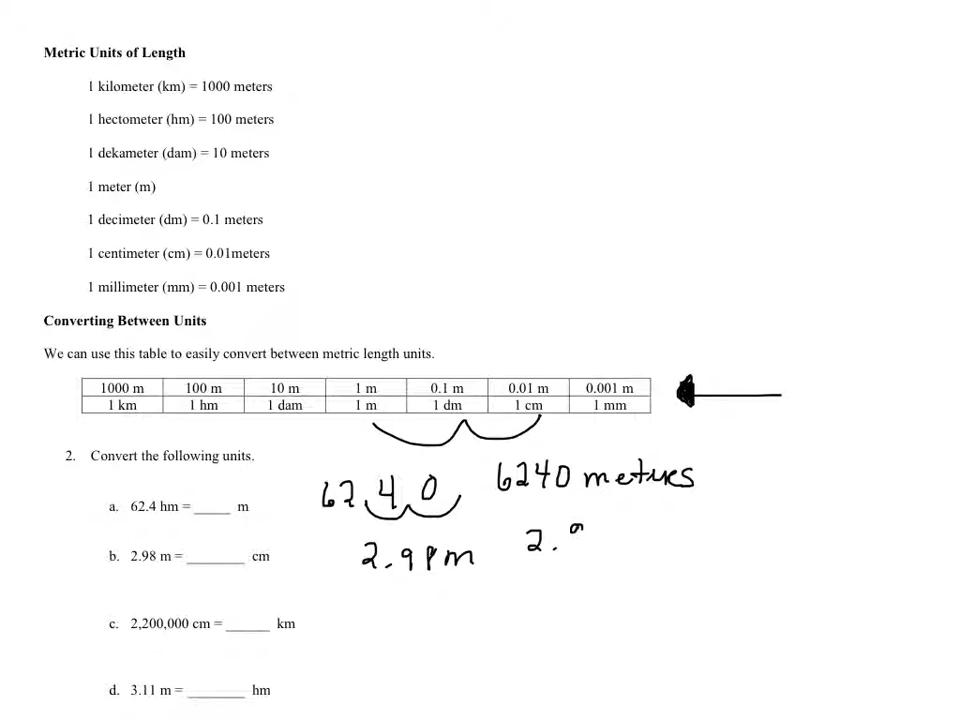 Metric Units of Length
1 kilometer (km) = 1000 meters
1 hectometer (hm) = 100 meters
1 dekameter (dam) = 10 meters
1 meter (m)
1 decimeter (dm) = 0.1 meters
1 centimeter (cm) = 0.01meters
1 millimeter (mm) = 0.001 meters
Converting Between Units
We can use this table to easily convert between metric length units.
1000 m 100 m 10 m 1 m 0.1 m 0.01 m 0.001 m
1 km 1 hm 1 dam 1 m 1 dm 1 cm 1 mm
2. Convert the following units.
a. 62.4 hm = _____ m 62.40 6240 metres
b. 2.98 m = ________ cm 2.98m 2.
c. 2,200,000 cm = ______ km
d. 3.11 m = ________ hm